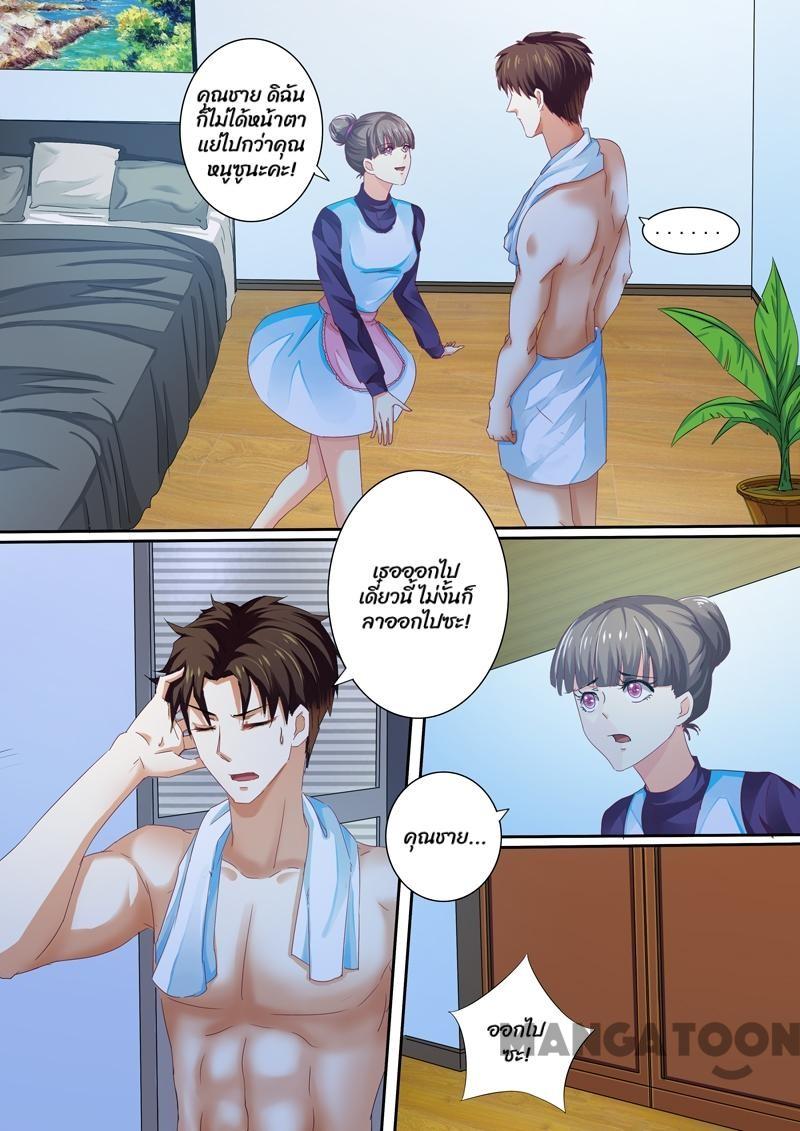 คุณชาย ดิฉัน
ก็ไม่ได้หน้าตา
แย่ไปกว่าคุณ
หนูซูนะคะ!
......
เธอออกไป
เดี๋ยวนี้ ไม่งั้นก็
ลาออกไปซะ!
คุณชาย...
ออกไป
ซะ!
MANGATOON